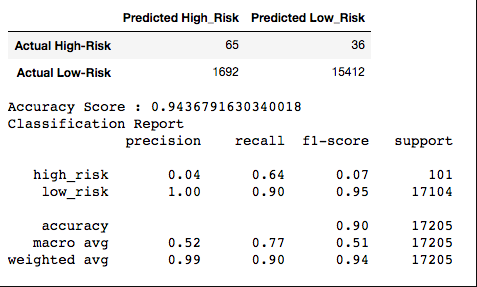 Predicted High_Risk Predicted Low_Risk
Actual High-Risk 65 36
Actual Low-Risk 1692 15412
Accuracy Score : 0.9436791630340018
Classification Report
precision recall f1-score support
high_risk 0.04 0.64 0.07 101
low_risk 1.00 0.90 0.95 17104
accuracy 0.90 17205
macro avg 0.52 0.77 0.51 17205
weighted avg 0.99 0.90 0.94 17205